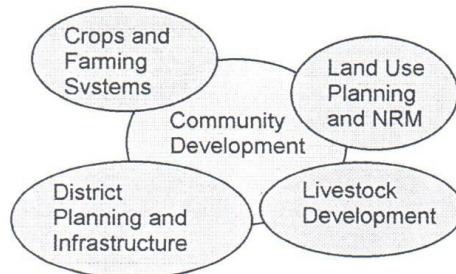 Crops and
Farming
Systems
Land Use
Planning
and NRM
Community
Development
District
Planning and
Infrastructure
Livestock
Development